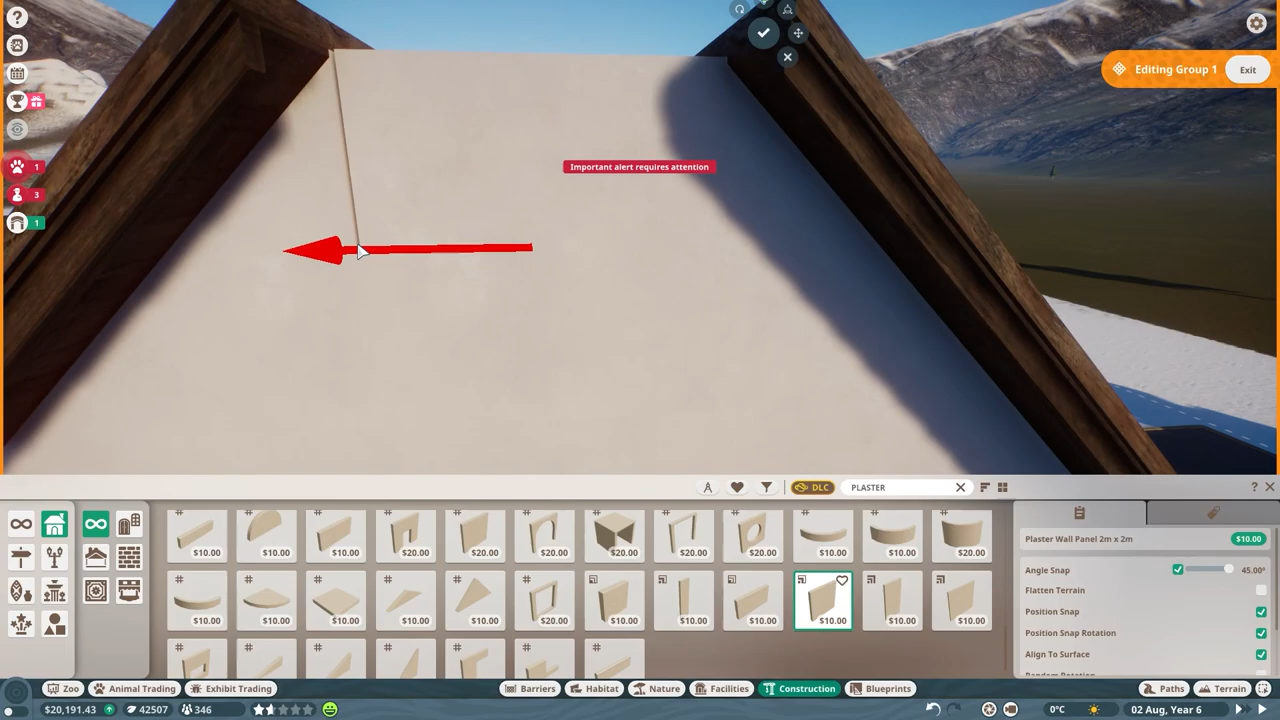 Editing Group 1
Exit
Important alert requires attention
1
3
1
DLC
PLASTER
$10.00 $10.00 $10.00 $20.00 $20.00 $20.00 $20.00 $20.00 $20.00 $10.00 $10.00 $20.00
$10.00 $10.00 $10.00 $10.00 $10.00 $20.00 $10.00 $10.00 $10.00 $10.00 $10.00 $10.00
Plaster Wall Panel 2m x 2m $10.00
Angle Snap 45.00°
Flatten Terrain
Position Snap
Position Snap Rotation
Align To Surface
Zoo Animal Trading Exhibit Trading Barriers Habitat Nature Facilities Construction Blueprints Paths Terrain
$20,191.43 42507 346 0°C 02 Aug, Year 6